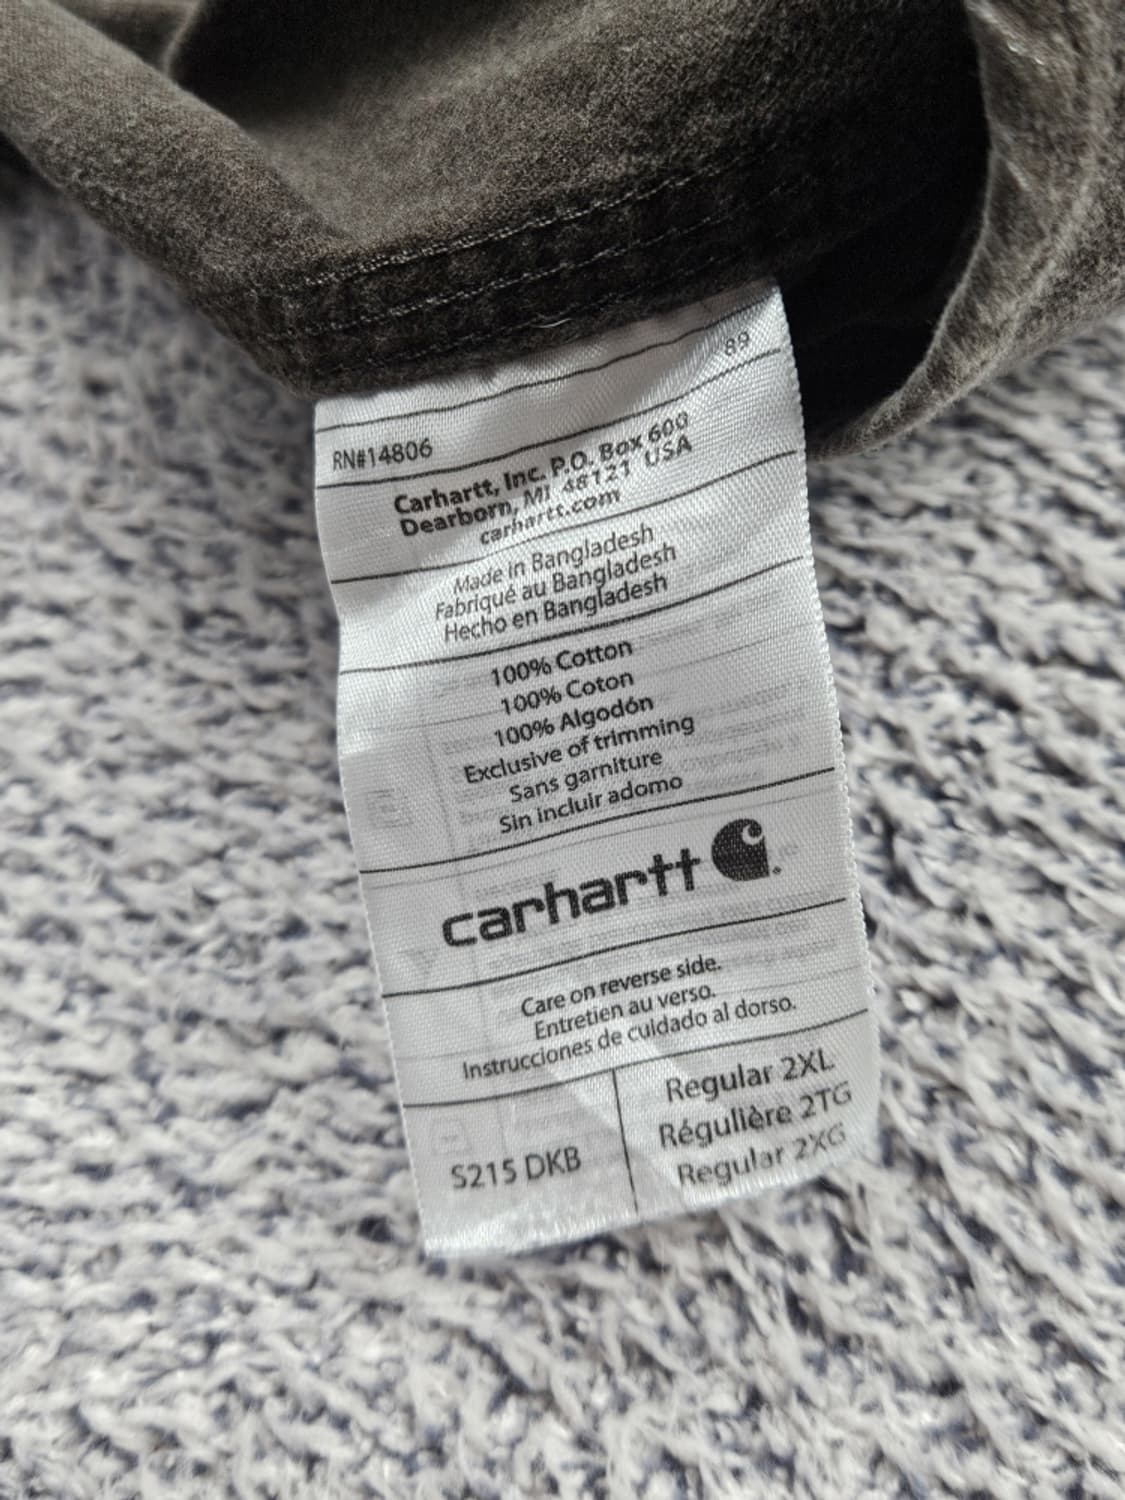 89
RN#14806
Carhartt, Inc. P.O. Box 600
Dearborn, MI 48121 USA
carhartt.com
Made in Bangladesh
Fabriqué au Bangladesh
Hecho en Bangladesh
100% Cotton
100% Coton
100% Algodón
Exclusive of trimming
Sans garniture
Sin incluir adorno
carhartt
Care on reverse side.
Entretien au verso.
Instrucciones de cuidado al dorso.
S215 DKB
Regular 2XL
Régulière 2TG
Regular 2XG